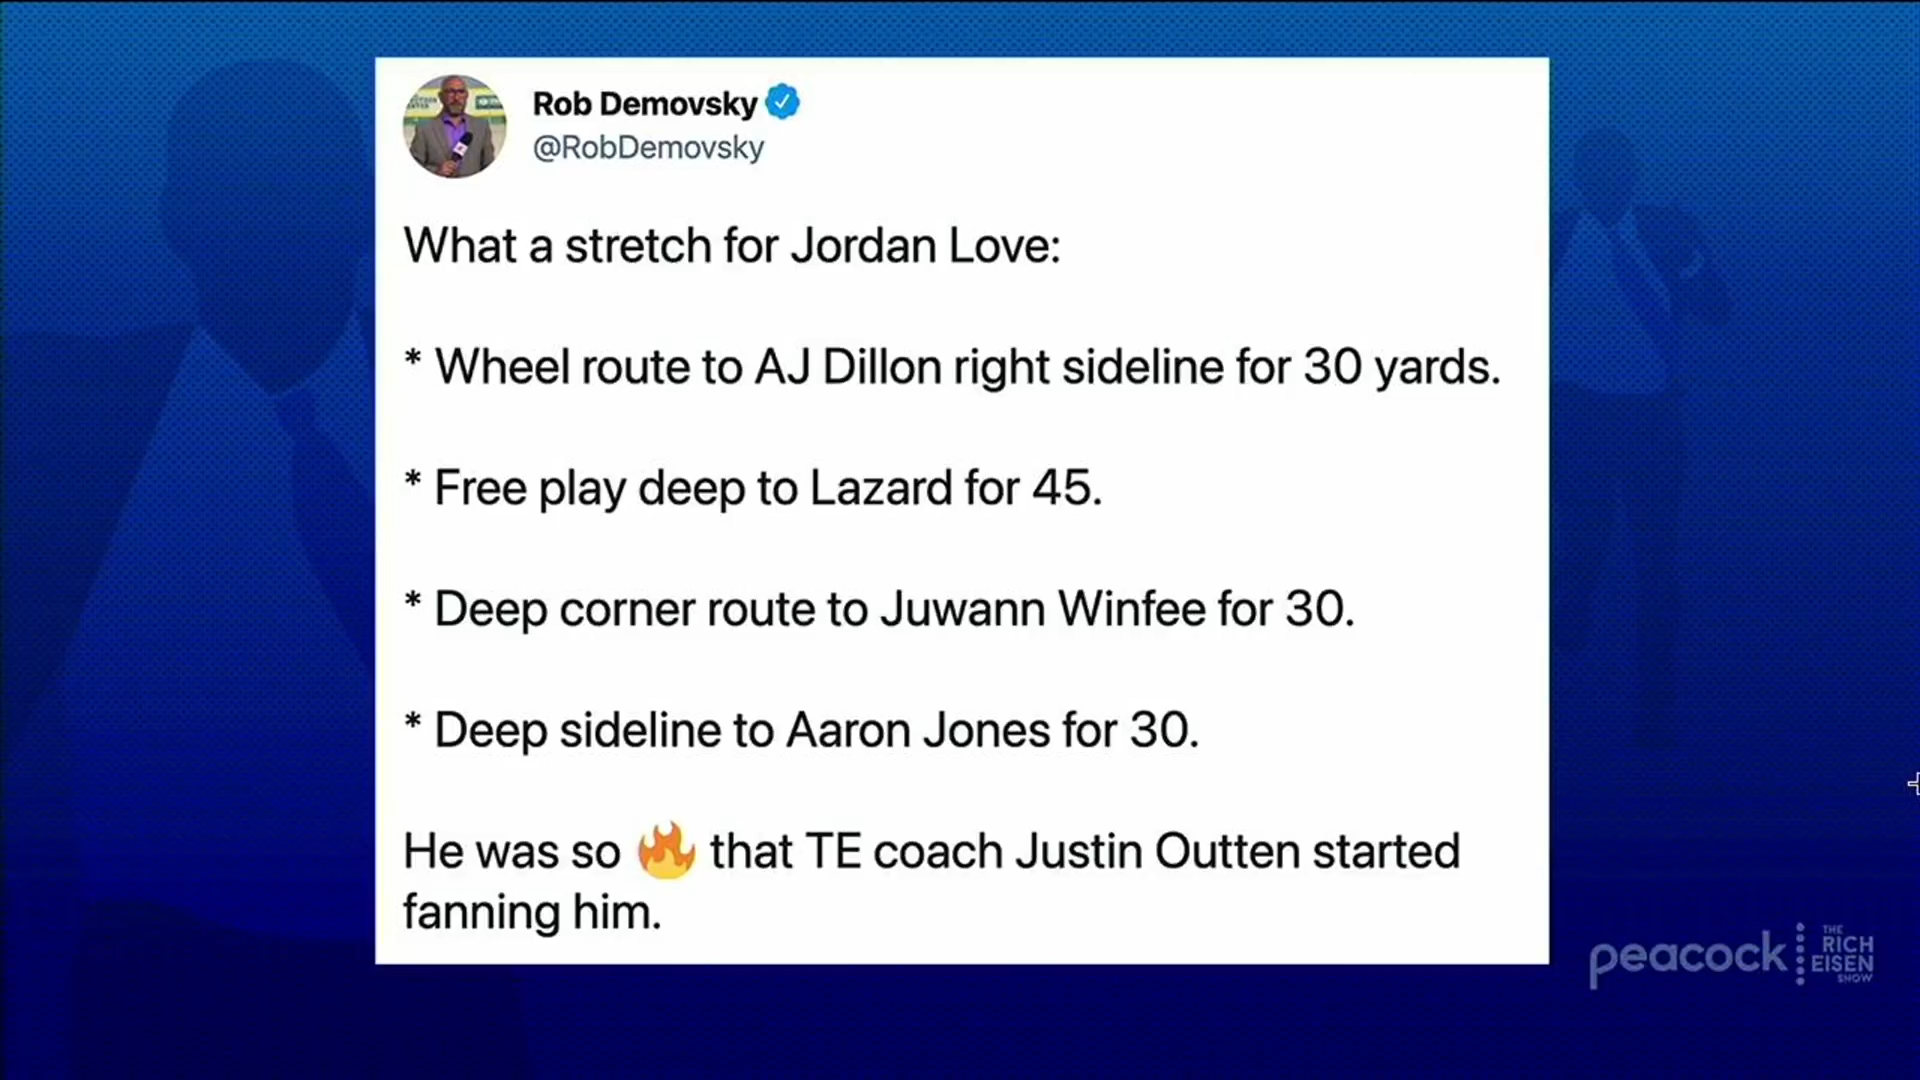 Rob Demovsky
@RobDemovsky
What a stretch for Jordan Love:
* Wheel route to AJ Dillon right sideline for 30 yards.
* Free play deep to Lazard for 45.
* Deep corner route to Juwann Winfee for 30.
* Deep sideline to Aaron Jones for 30.
He was so 🔥 that TE coach Justin Outten started
fanning him.
peacock
THE
RICH
EISEN
SHOW